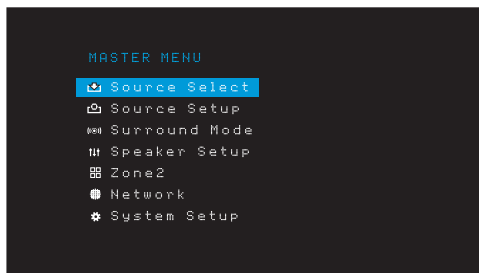 MASTER MENU
Source Select
Source Setup
Surround Mode
Speaker Setup
Zone2
Network
System Setup